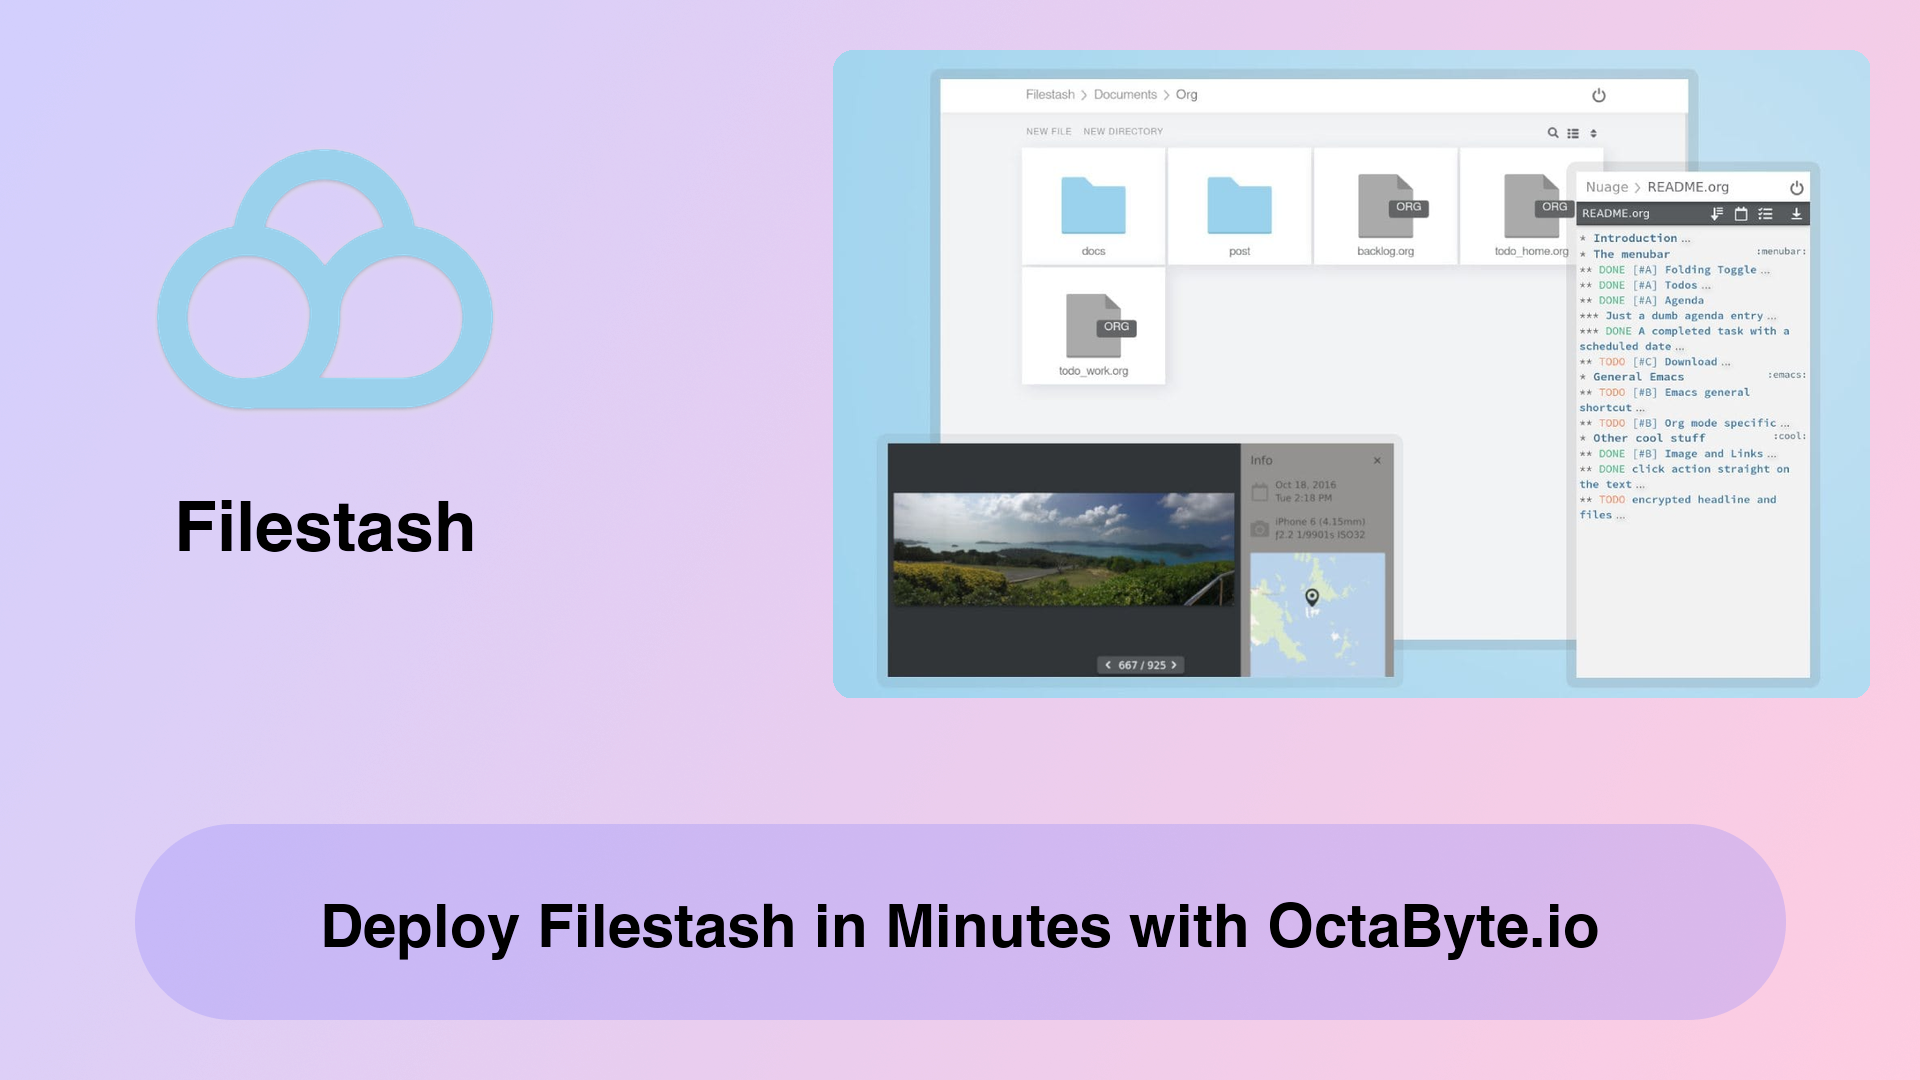 Filestash
Filestash > Documents > Org
NEW FILE NEW DIRECTORY
docs
post
ORG
backlog.org
ORG
todo_home.org
ORG
todo_work.org
Nuage > README.org
README.org
* Introduction...
* The menubar :menubar:
** DONE [#A] Folding Toggle...
** DONE [#A] Todos...
** DONE [#A] Agenda
*** Just a dumb agenda entry...
*** DONE A completed task with a
scheduled date...
** TODO [#C] Download...
* General Emacs :emacs:
** TODO [#B] Emacs general
shortcut...
** TODO [#B] Org mode specific...
* Other cool stuff :cool:
** DONE [#B] Image and Links...
** DONE click action straight on
the text...
** TODO encrypted headline and
files...
Info ×
Oct 18, 2016
Tue 2:18 PM
iPhone 6 (4.15mm)
ƒ2.2 1/9901s ISO32
< 667 / 925 >
Deploy Filestash in Minutes with OctaByte.io